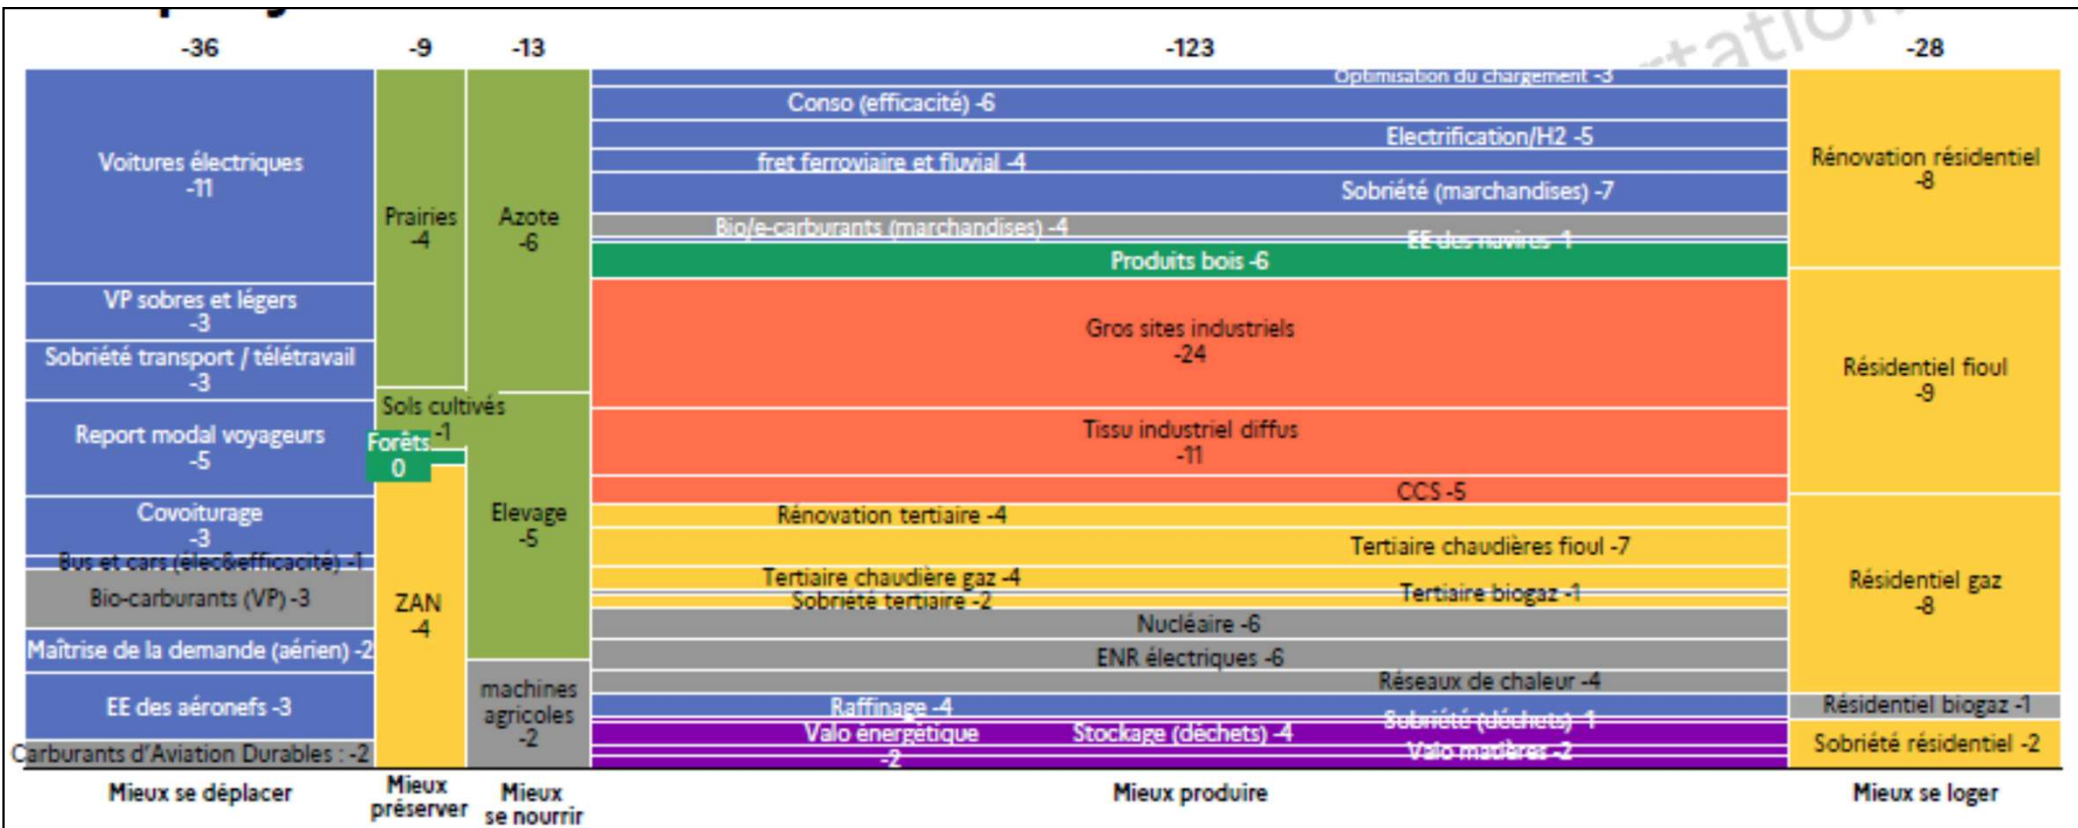 -36
-9
-13
-123
-28
Voitures électriques
-11
VP sobres et légers
-3
Sobriété transport / télétravail
-3
Report modal voyageurs
-5
Covoiturage
-3
Bus et cars (élec&efficacité) -1
Bio-carburants (VP) -3
Maîtrise de la demande (aérien) -2
EE des aéronefs -3
Carburants d'Aviation Durables : -2
Mieux se déplacer
Prairies
-4
Sols cultivés
-1
Forêts
0
ZAN
-4
Mieux
préserver
Azote
-6
Elevage
-5
machines
agricoles
-2
Mieux
se nourrir
Optimisation du chargement -3
Conso (efficacité) -6
Electrification/H2 -5
fret ferroviaire et fluvial -4
Sobriété (marchandises) -7
Bio/e-carburants (marchandises) -4
EE des navires -1
Produits bois -6
Gros sites industriels
-24
Tissu industriel diffus
-11
CCS -5
Rénovation tertiaire -4
Tertiaire chaudières fioul -7
Tertiaire chaudière gaz -4
Tertiaire biogaz -1
Sobriété tertiaire -2
Nucléaire -6
ENR électriques -6
Réseaux de chaleur -4
Raffinage -4
Sobriété (déchets) -1
Valo énergétique
-2
Stockage (déchets) -4
Valo matières -2
Mieux produire
Rénovation résidentiel
-8
Résidentiel fioul
-9
Résidentiel gaz
-8
Résidentiel biogaz -1
Sobriété résidentiel -2
Mieux se loger